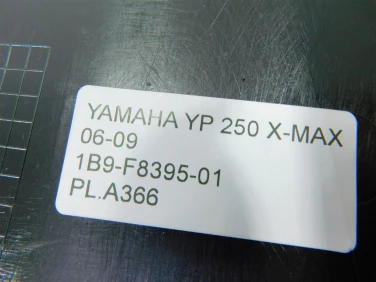 YAMAHA YP 250 X-MAX
06-09
1B9-F8395-01
PL.A366